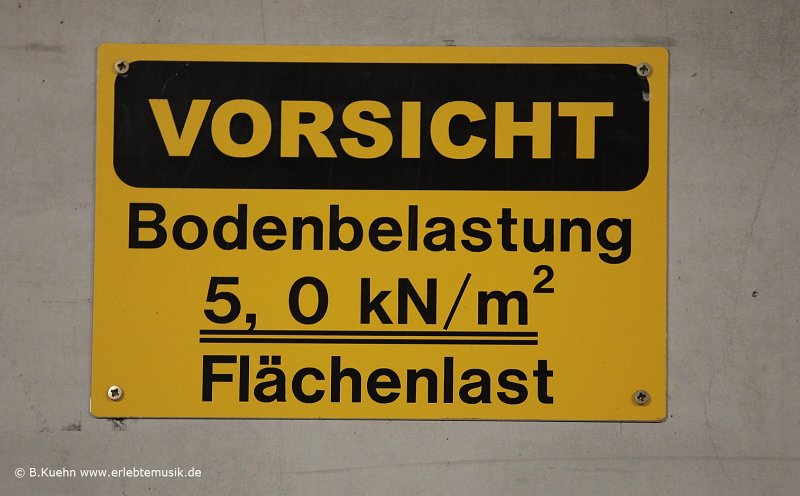 VORSICHT
Bodenbelastung
5, 0 kN/m²
Flächenlast
© B.Kuehn www.erlebtemusik.de